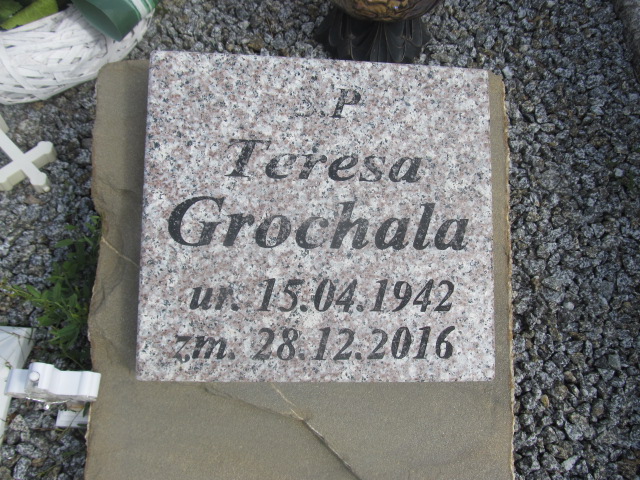 Ś.P
Teresa
Grochala
ur. 15.04.1942
zm. 28.12.2016